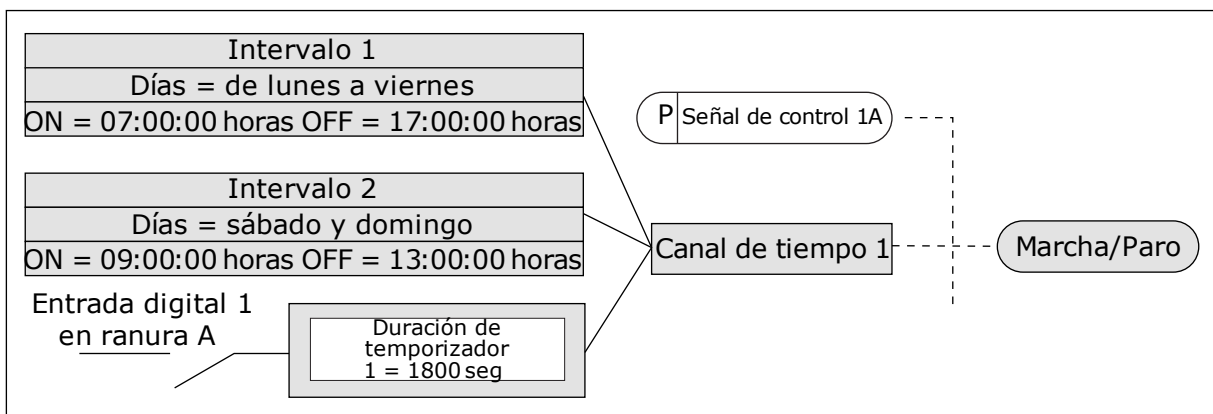 Intervalo 1
Días = de lunes a viernes
ON = 07:00:00 horas OFF = 17:00:00 horas
P Señal de control 1A
Intervalo 2
Días = sábado y domingo
ON = 09:00:00 horas OFF = 13:00:00 horas
Canal de tiempo 1
Marcha/Paro
Entrada digital 1
en ranura A
Duración de
temporizador
1 = 1800 seg